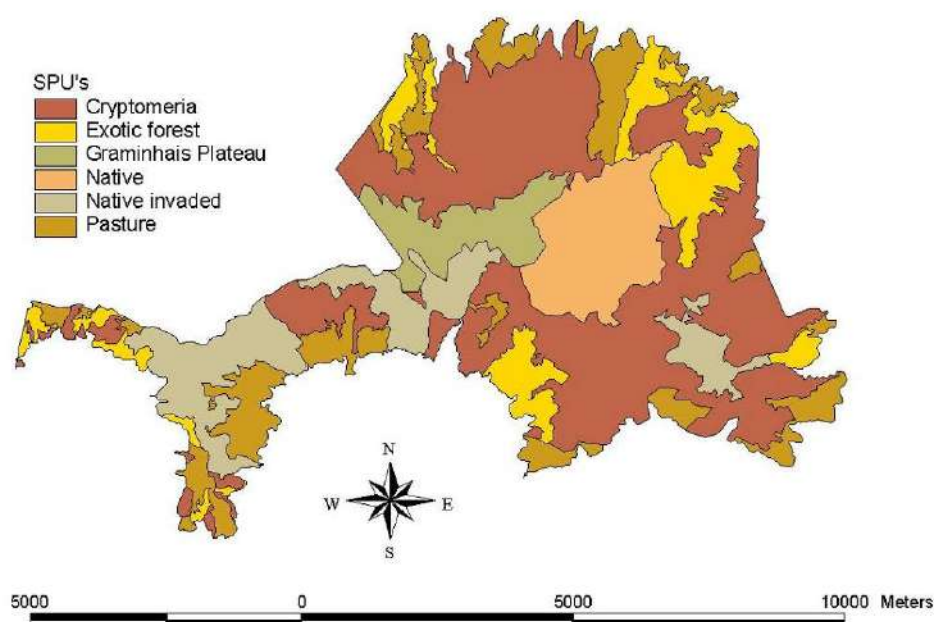 SPU's
Cryptomeria
Exotic forest
Graminhais Plateau
Native
Native invaded
Pasture
N
W E
S
5000 0 5000 10000 Meters